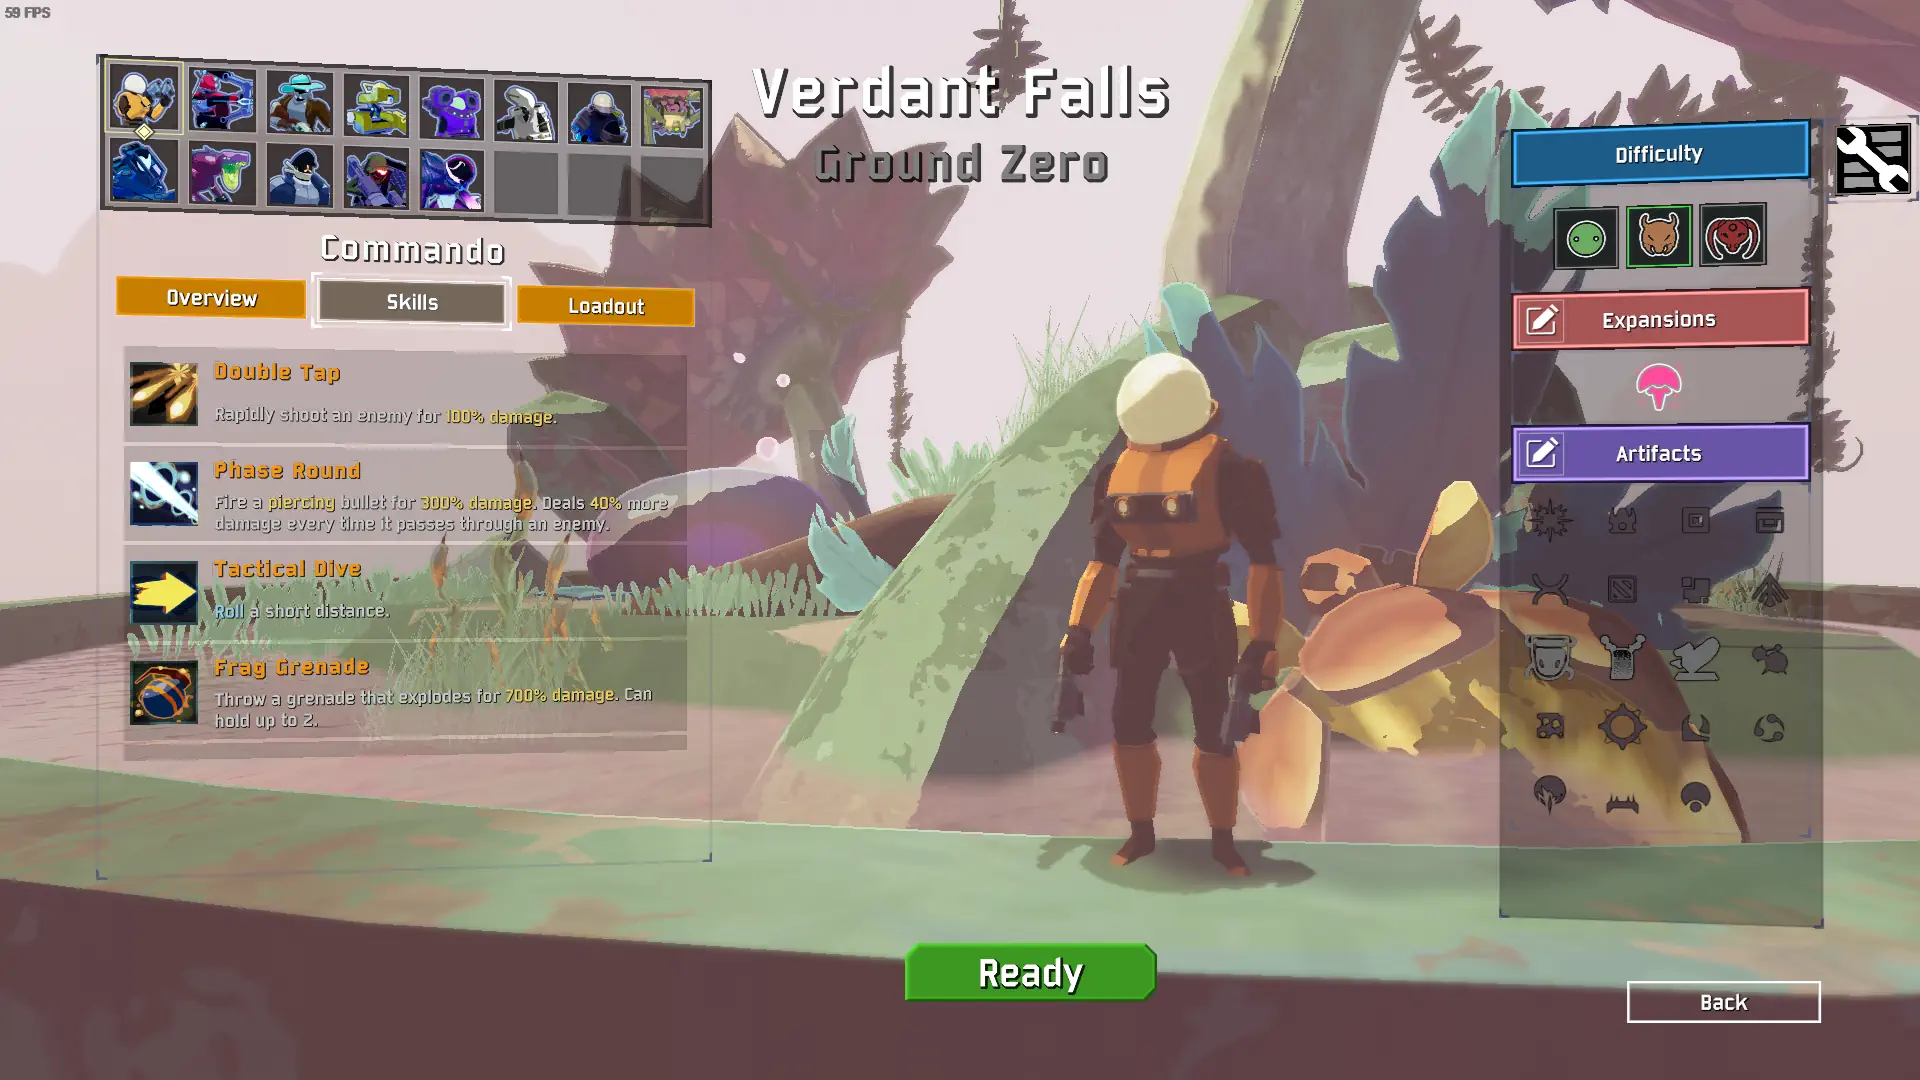 59 FPS
Verdant Falls
Ground Zero
Commando
Overview
Skills
Loadout
Double Tap
Rapidly shoot an enemy for 100% damage.
Phase Round
Fire a piercing bullet for 300% damage. Deals 40% more
damage every time it passes through an enemy.
Tactical Dive
Roll a short distance.
Frag Grenade
Throw a grenade that explodes for 700% damage. Can
hold up to 2.
Difficulty
Expansions
Artifacts
Ready
Back